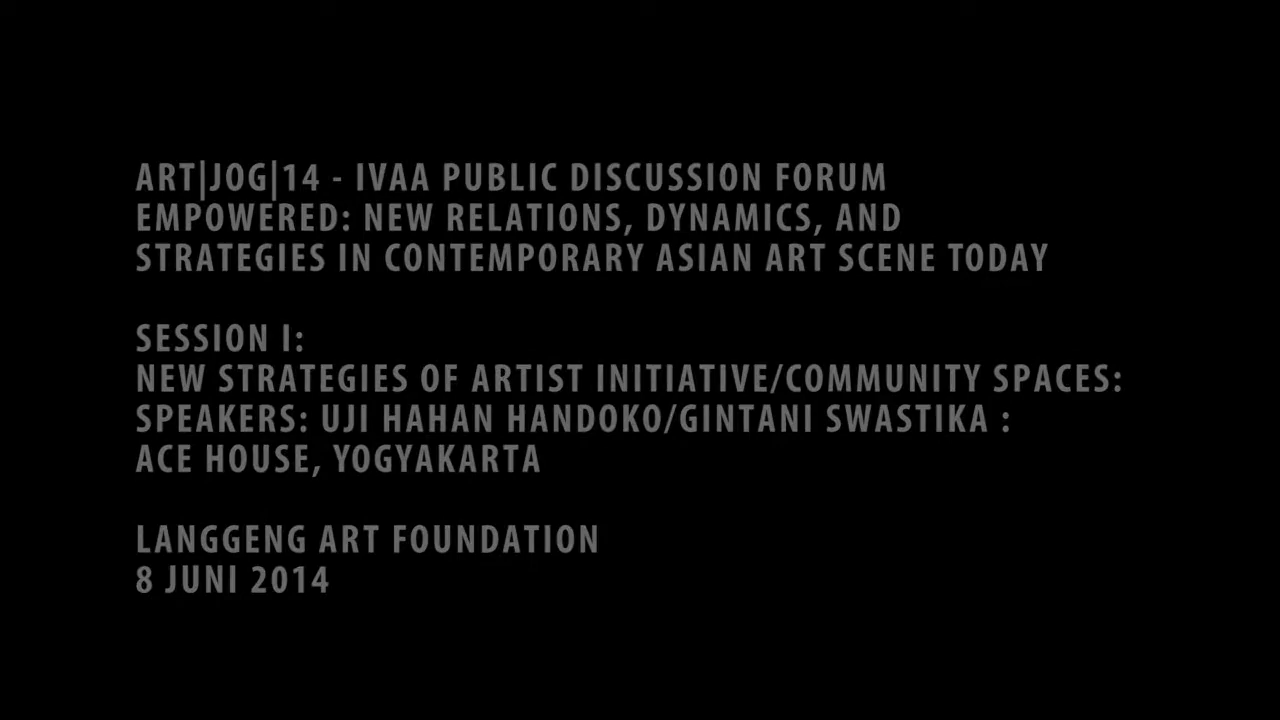 ART|JOG|14 - IVAA PUBLIC DISCUSSION FORUM
EMPOWERED: NEW RELATIONS, DYNAMICS, AND
STRATEGIES IN CONTEMPORARY ASIAN ART SCENE TODAY
SESSION I:
NEW STRATEGIES OF ARTIST INITIATIVE/COMMUNITY SPACES:
SPEAKERS: UJI HAHAN HANDOKO/GINTANI SWASTIKA :
ACE HOUSE, YOGYAKARTA
LANGGENG ART FOUNDATION
8 JUNI 2014